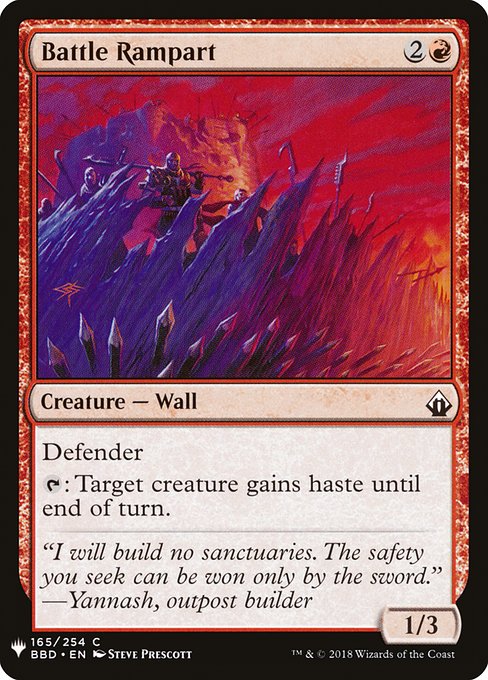 Battle Rampart 2
Creature — Wall
Defender
: Target creature gains haste until
end of turn.
“I will build no sanctuaries. The safety
you seek can be won only by the sword.”
—Yannash, outpost builder
1/3
165/254 C
BBD • EN Steve Prescott
™ & © 2018 Wizards of the Coast